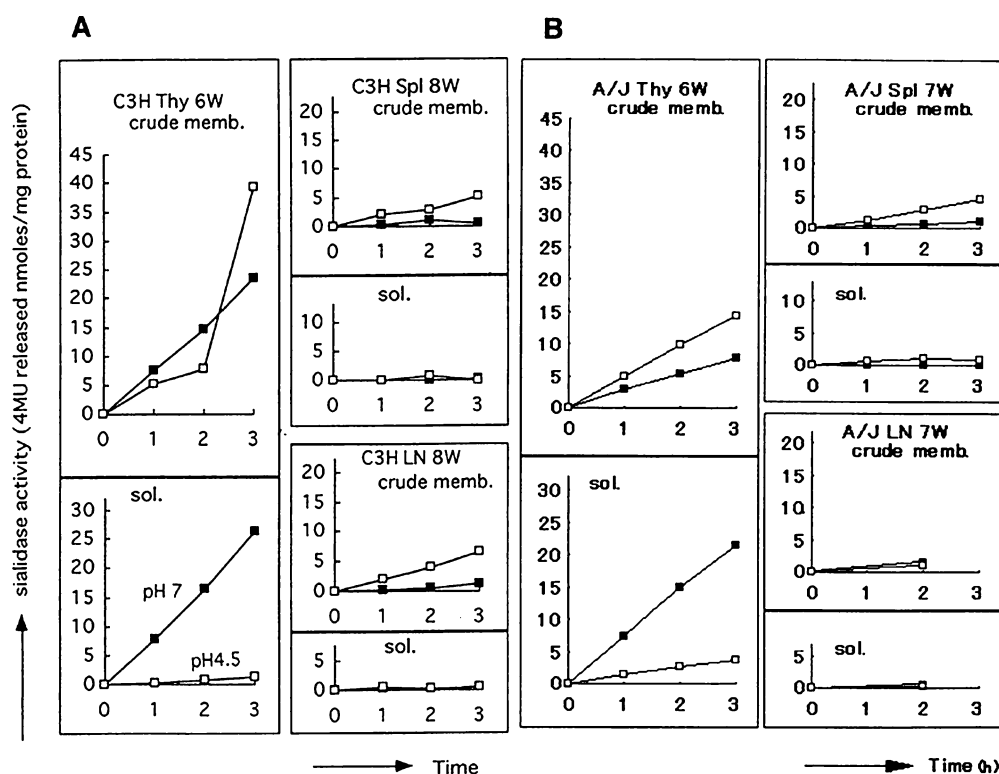 A
B
sialidase activity (4MU released nmoles/mg protein)
C3H Thy 6W
crude memb.
45
40
35
30
25
20
15
10
5
0
0 1 2 3
sol.
30
25
20
15
10
5
0
pH 7
pH4.5
0 1 2 3
C3H Spl 8W
crude memb.
20
15
10
5
0
0 1 2 3
sol.
10
5
0
0 1 2 3
C3H LN 8W
crude memb.
20
15
10
5
0
0 1 2 3
sol.
5
0
0 1 2 3
Time
A/J Thy 6W
crude memb.
45
40
35
30
25
20
15
10
5
0
0 1 2 3
sol.
30
25
20
15
10
5
0
0 1 2 3
A/J Spl 7W
crude memb.
20
15
10
5
0
0 1 2 3
sol.
10
5
0
0 1 2 3
A/J LN 7W
crude memb.
20
15
10
5
0
0 1 2 3
sol.
5
0
0 1 2 3
Time (h)